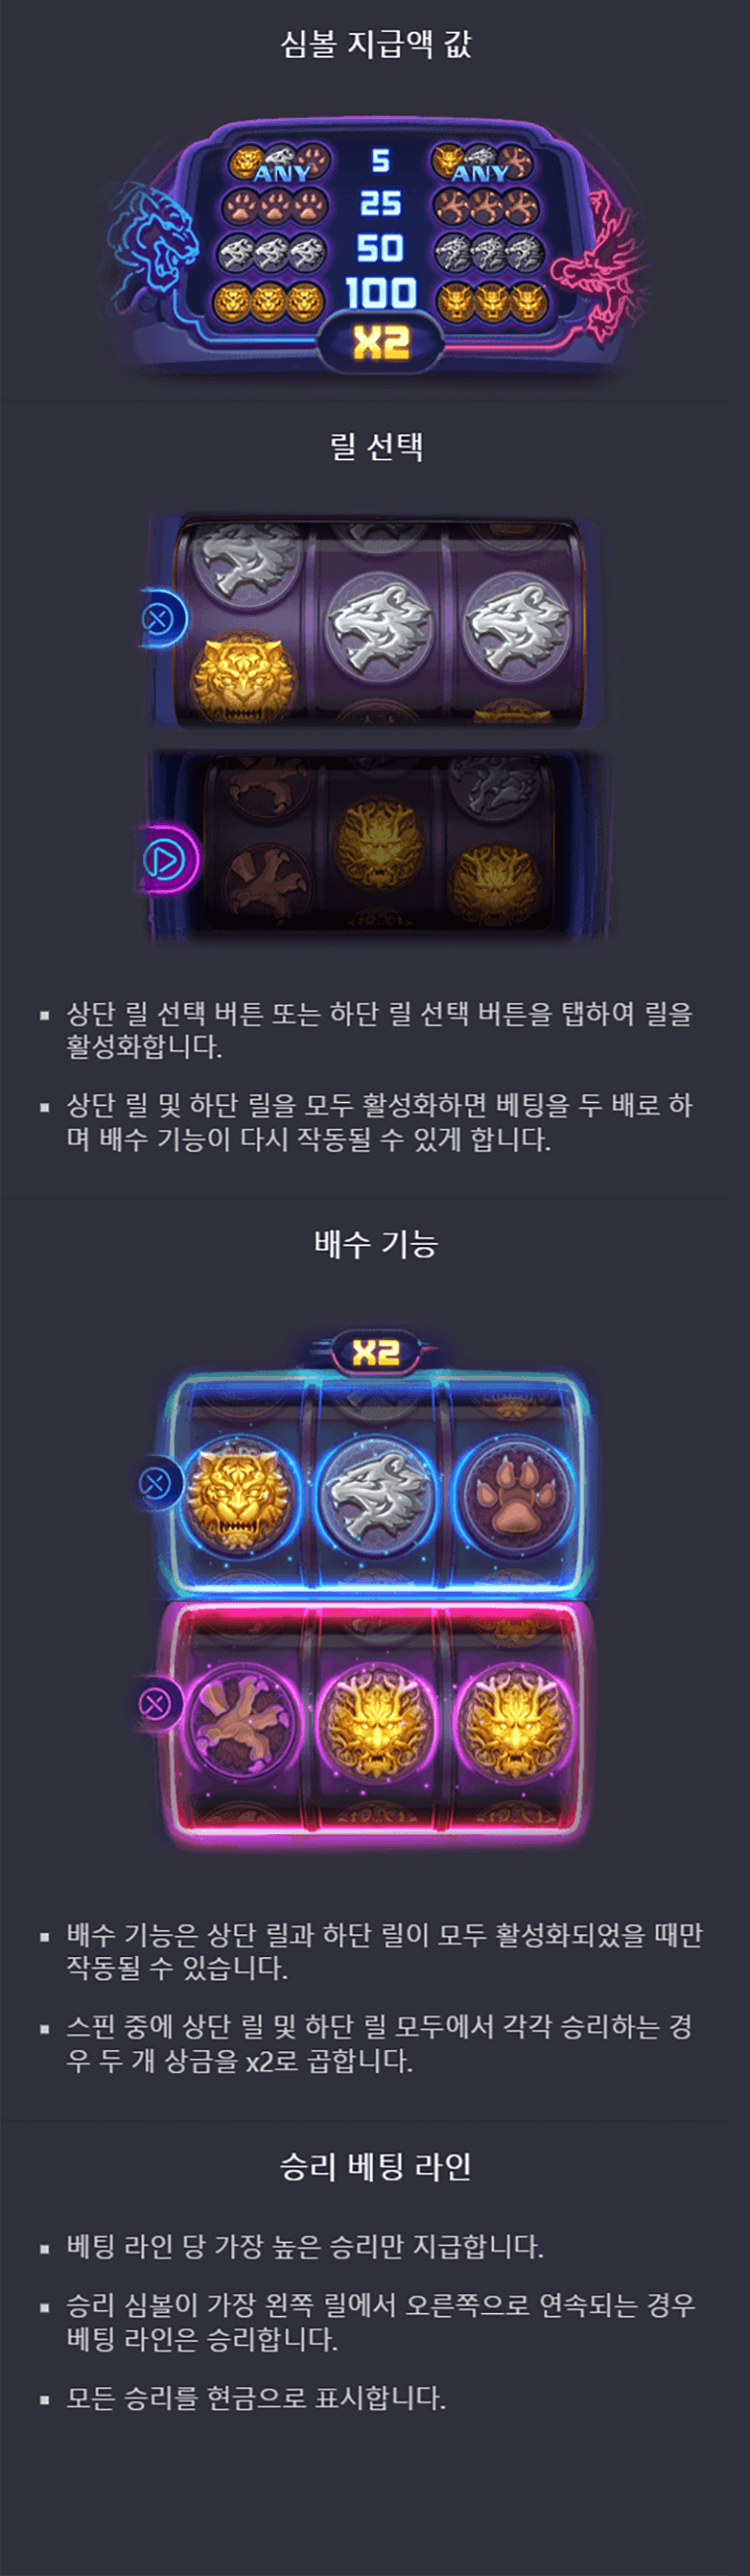 심볼 지급액 값
ANY 5 ANY
25
50
100
X2
릴 선택
상단 릴 선택 버튼 또는 하단 릴 선택 버튼을 탭하여 릴을
활성화합니다.
상단 릴 및 하단 릴을 모두 활성화하면 베팅을 두 배로 하
며 배수 기능이 다시 작동될 수 있게 합니다.
배수 기능
X2
배수 기능은 상단 릴과 하단 릴이 모두 활성화되었을 때만
작동될 수 있습니다.
스핀 중에 상단 릴 및 하단 릴 모두에서 각각 승리하는 경
우 두 개 상금을 x2로 곱합니다.
승리 베팅 라인
베팅 라인 당 가장 높은 승리만 지급합니다.
승리 심볼이 가장 왼쪽 릴에서 오른쪽으로 연속되는 경우
베팅 라인은 승리합니다.
모든 승리를 현금으로 표시합니다.